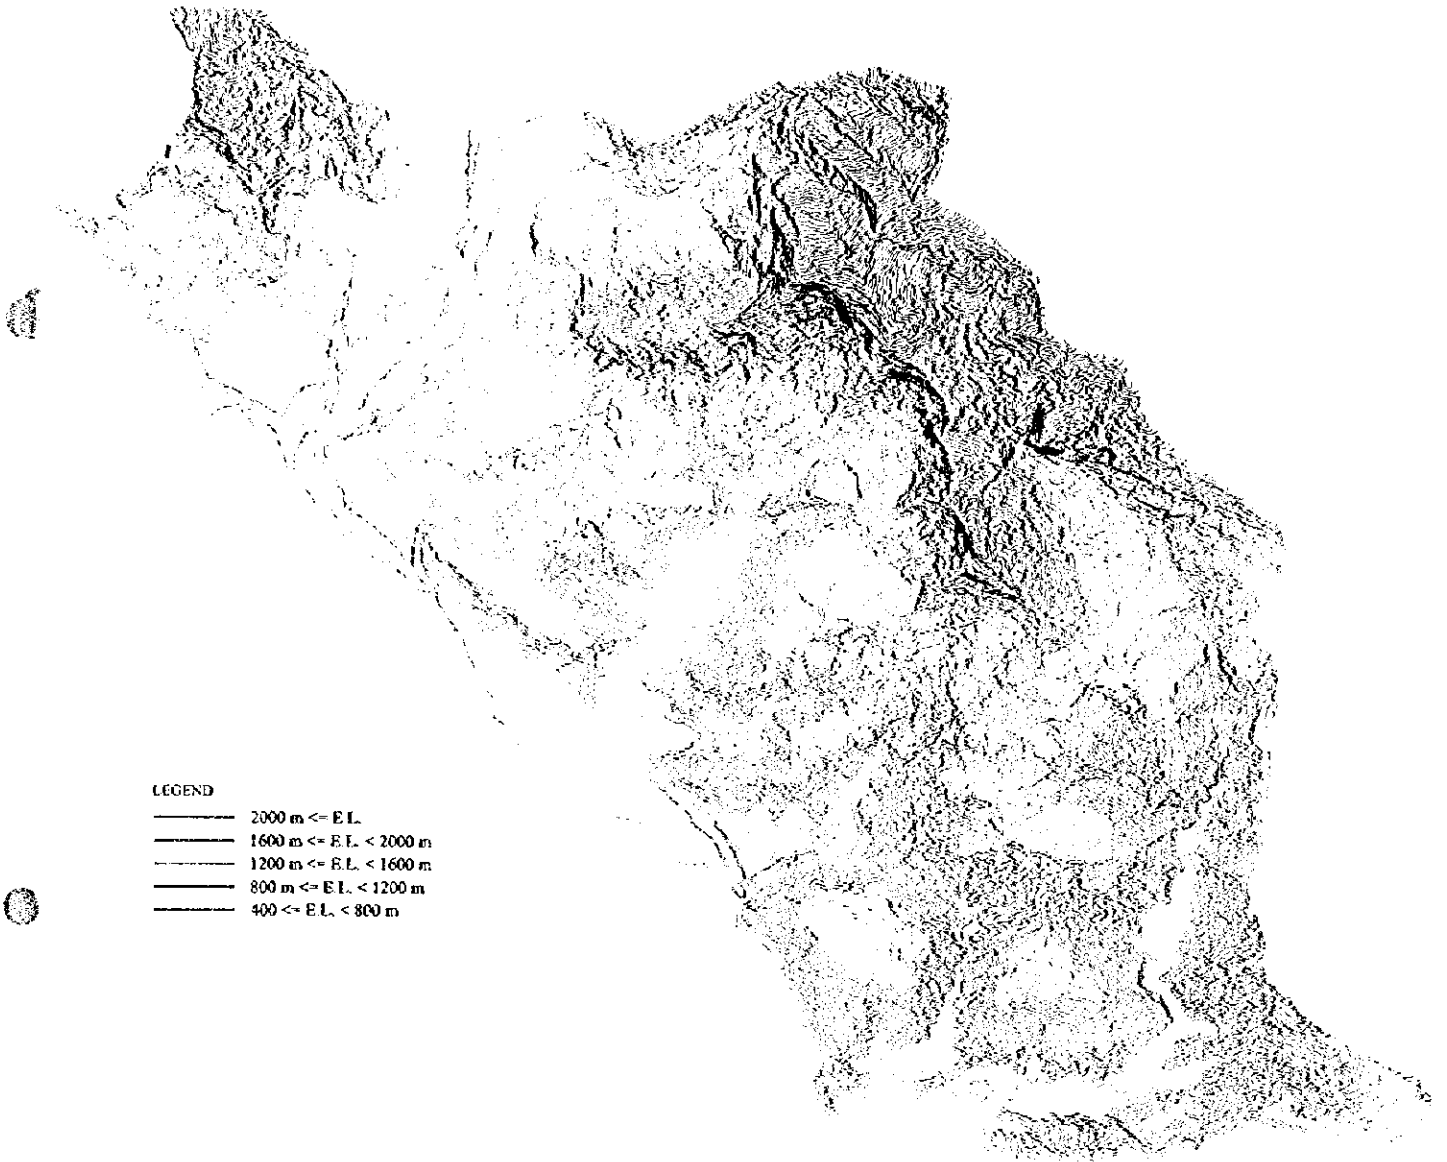 LEGEND
2000 m <= E.L.
1600 m <= E.L. < 2000 m
1200 m <= E.L. < 1600 m
800 m <= E.L. < 1200 m
400 <= E.L. < 800 m